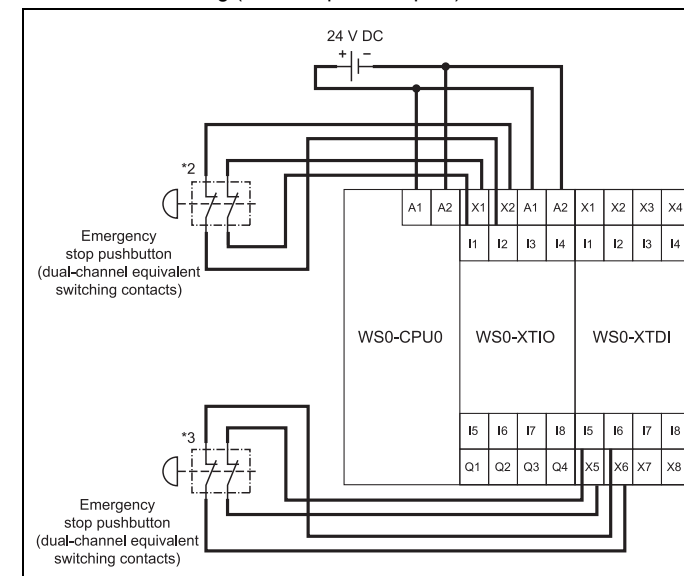 24 V DC
+ −
*2
Emergency
stop pushbutton
(dual-channel equivalent
switching contacts)
A1 A2 X1 X2 A1 A2 X1 X2 X3 X4
I1 I2 I3 I4 I1 I2 I3 I4
WS0-CPU0 WS0-XTIO WS0-XTDI
I5 I6 I7 I8 I5 I6 I7 I8
Q1 Q2 Q3 Q4 X5 X6 X7 X8
*3
Emergency
stop pushbutton
(dual-channel equivalent
switching contacts)